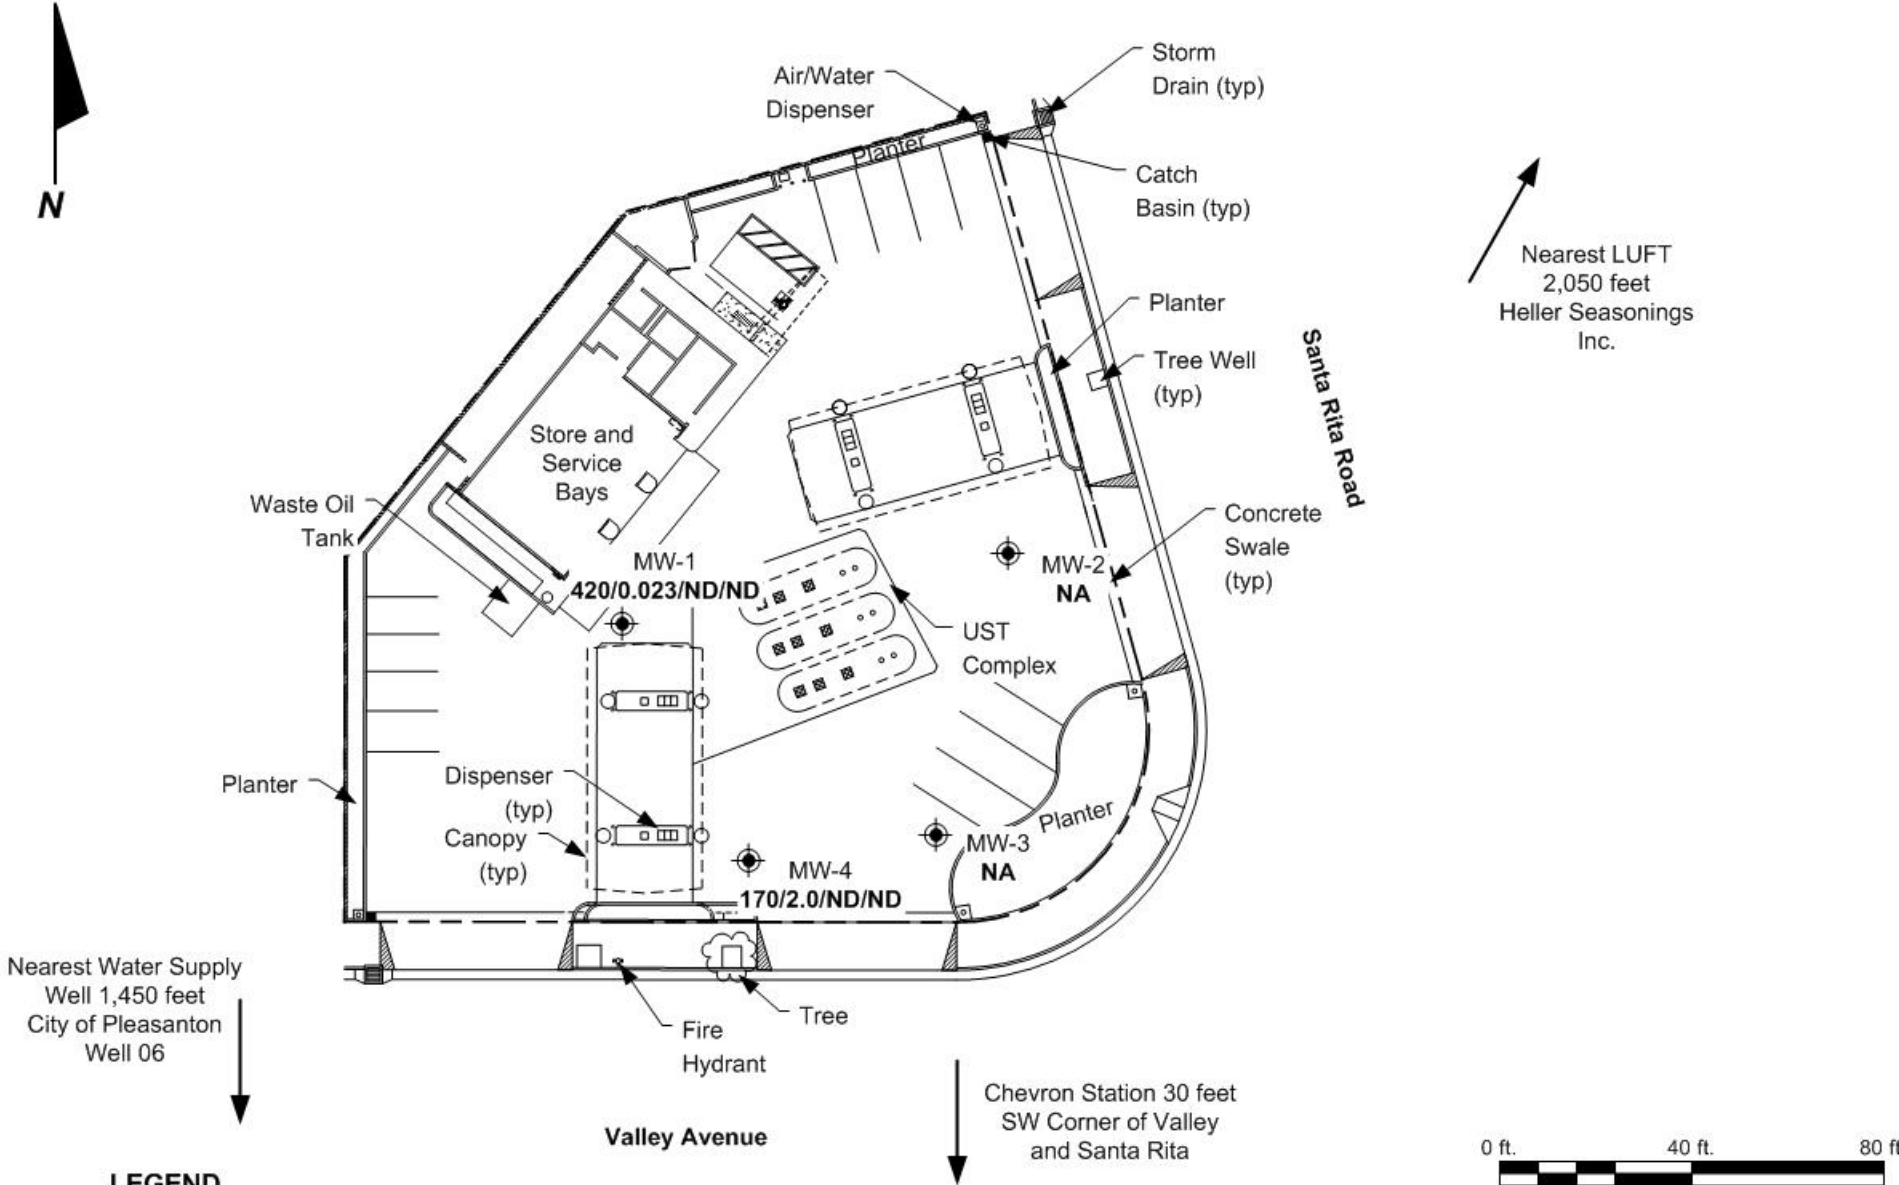 Storm
Drain (typ)
Air/Water
Dispenser
Planter
Catch
Basin (typ)
N
Nearest LUFT
2,050 feet
Heller Seasonings
Inc.
Planter
Tree Well
(typ)
Santa Rita Road
Store and
Service
Bays
Waste Oil
Tank
Concrete
Swale
(typ)
MW-1
420/0.023/ND/ND
MW-2
NA
UST
Complex
Planter
Dispenser
(typ)
Canopy
(typ)
Planter
MW-3
NA
MW-4
170/2.0/ND/ND
Nearest Water Supply
Well 1,450 feet
City of Pleasanton
Well 06
Tree
Fire
Hydrant
Chevron Station 30 feet
SW Corner of Valley
and Santa Rita
Valley Avenue
0 ft. 40 ft. 80 ft
LEGEND